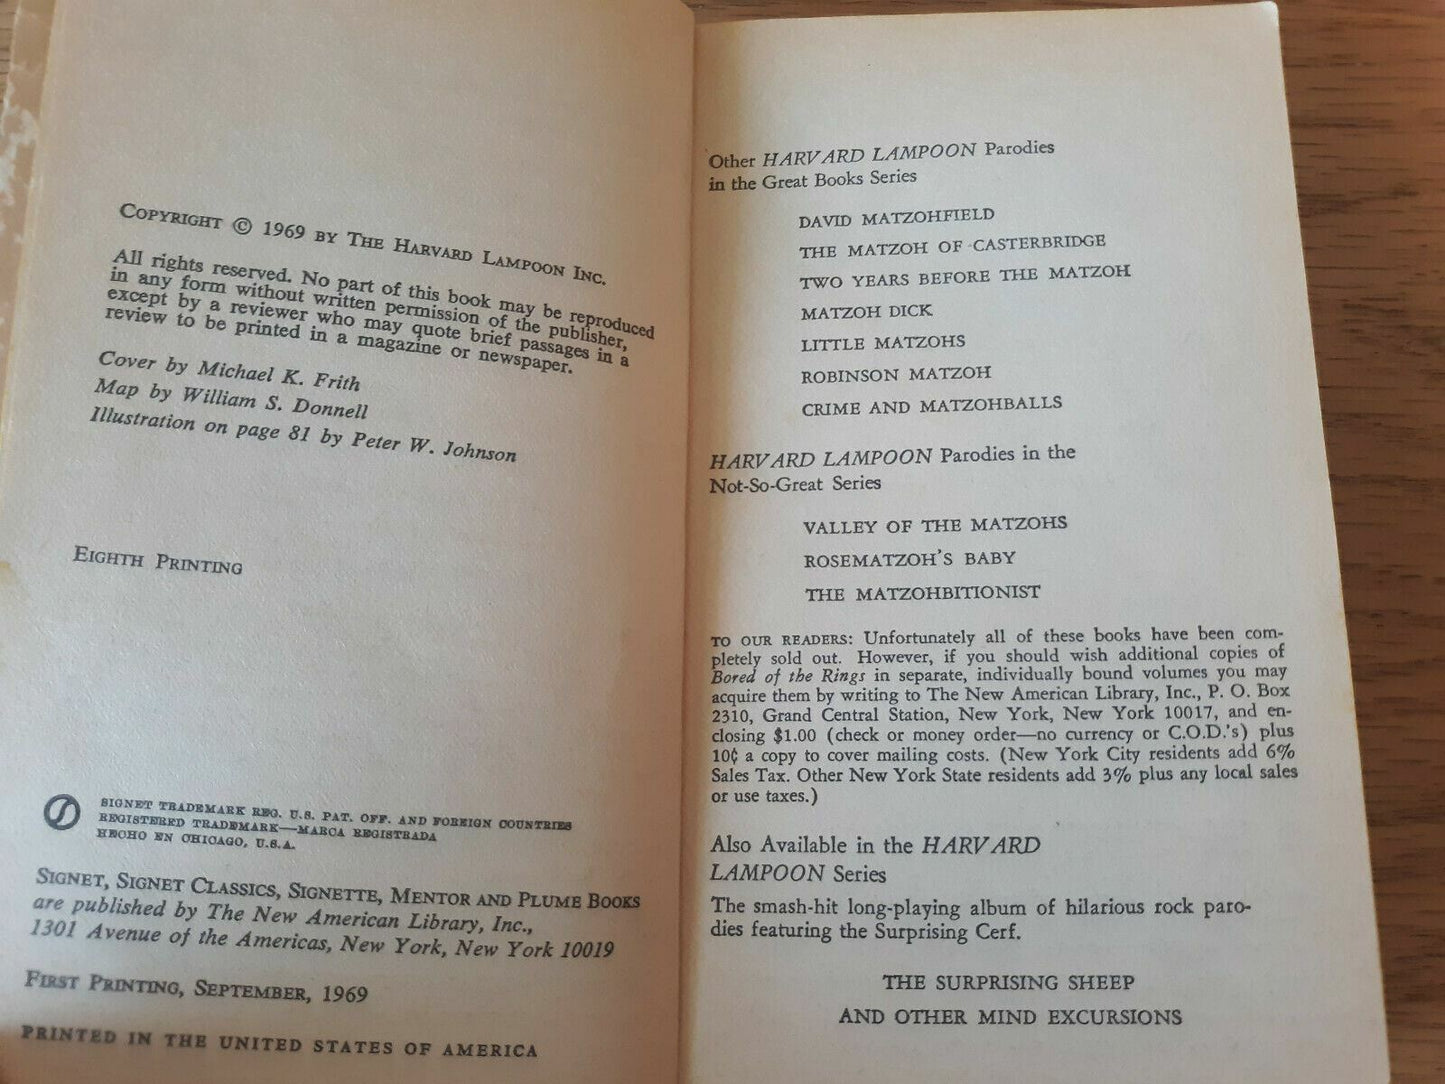 COPYRIGHT © 1969 BY THE HARVARD LAMPOON INC.
All rights reserved. No part of this book may be reproduced
in any form without written permission of the publisher,
except by a reviewer who may quote brief passages in a
review to be printed in a magazine or newspaper.
Cover by Michael K. Frith
Map by William S. Donnell
Illustration on page 81 by Peter W. Johnson
EIGHTH PRINTING
SIGNET TRADEMARK REG. U.S. PAT. OFF. AND FOREIGN COUNTRIES
REGISTERED TRADEMARK—MARCA REGISTRADA
HECHO EN CHICAGO, U.S.A.
SIGNET, SIGNET CLASSICS, SIGNETTE, MENTOR AND PLUME BOOKS
are published by The New American Library, Inc.,
1301 Avenue of the Americas, New York, New York 10019
FIRST PRINTING, SEPTEMBER, 1969
PRINTED IN THE UNITED STATES OF AMERICA
Other HARVARD LAMPOON Parodies
in the Great Books Series
DAVID MATZOHFIELD
THE MATZOH OF CASTERBRIDGE
TWO YEARS BEFORE THE MATZOH
MATZOH DICK
LITTLE MATZOHS
ROBINSON MATZOH
CRIME AND MATZOHBALLS
HARVARD LAMPOON Parodies in the
Not-So-Great Series
VALLEY OF THE MATZOHS
ROSEMATZOH'S BABY
THE MATZOHBITIONIST
TO OUR READERS: Unfortunately all of these books have been com-
pletely sold out. However, if you should wish additional copies of
Bored of the Rings in separate, individually bound volumes you may
acquire them by writing to The New American Library, Inc., P. O. Box
2310, Grand Central Station, New York, New York 10017, and en-
closing $1.00 (check or money order—no currency or C.O.D.'s) plus
10¢ a copy to cover mailing costs. (New York City residents add 6%
Sales Tax. Other New York State residents add 3% plus any local sales
or use taxes.)
Also Available in the HARVARD
LAMPOON Series
The smash-hit long-playing album of hilarious rock paro-
dies featuring the Surprising Cerf.
THE SURPRISING SHEEP
AND OTHER MIND EXCURSIONS